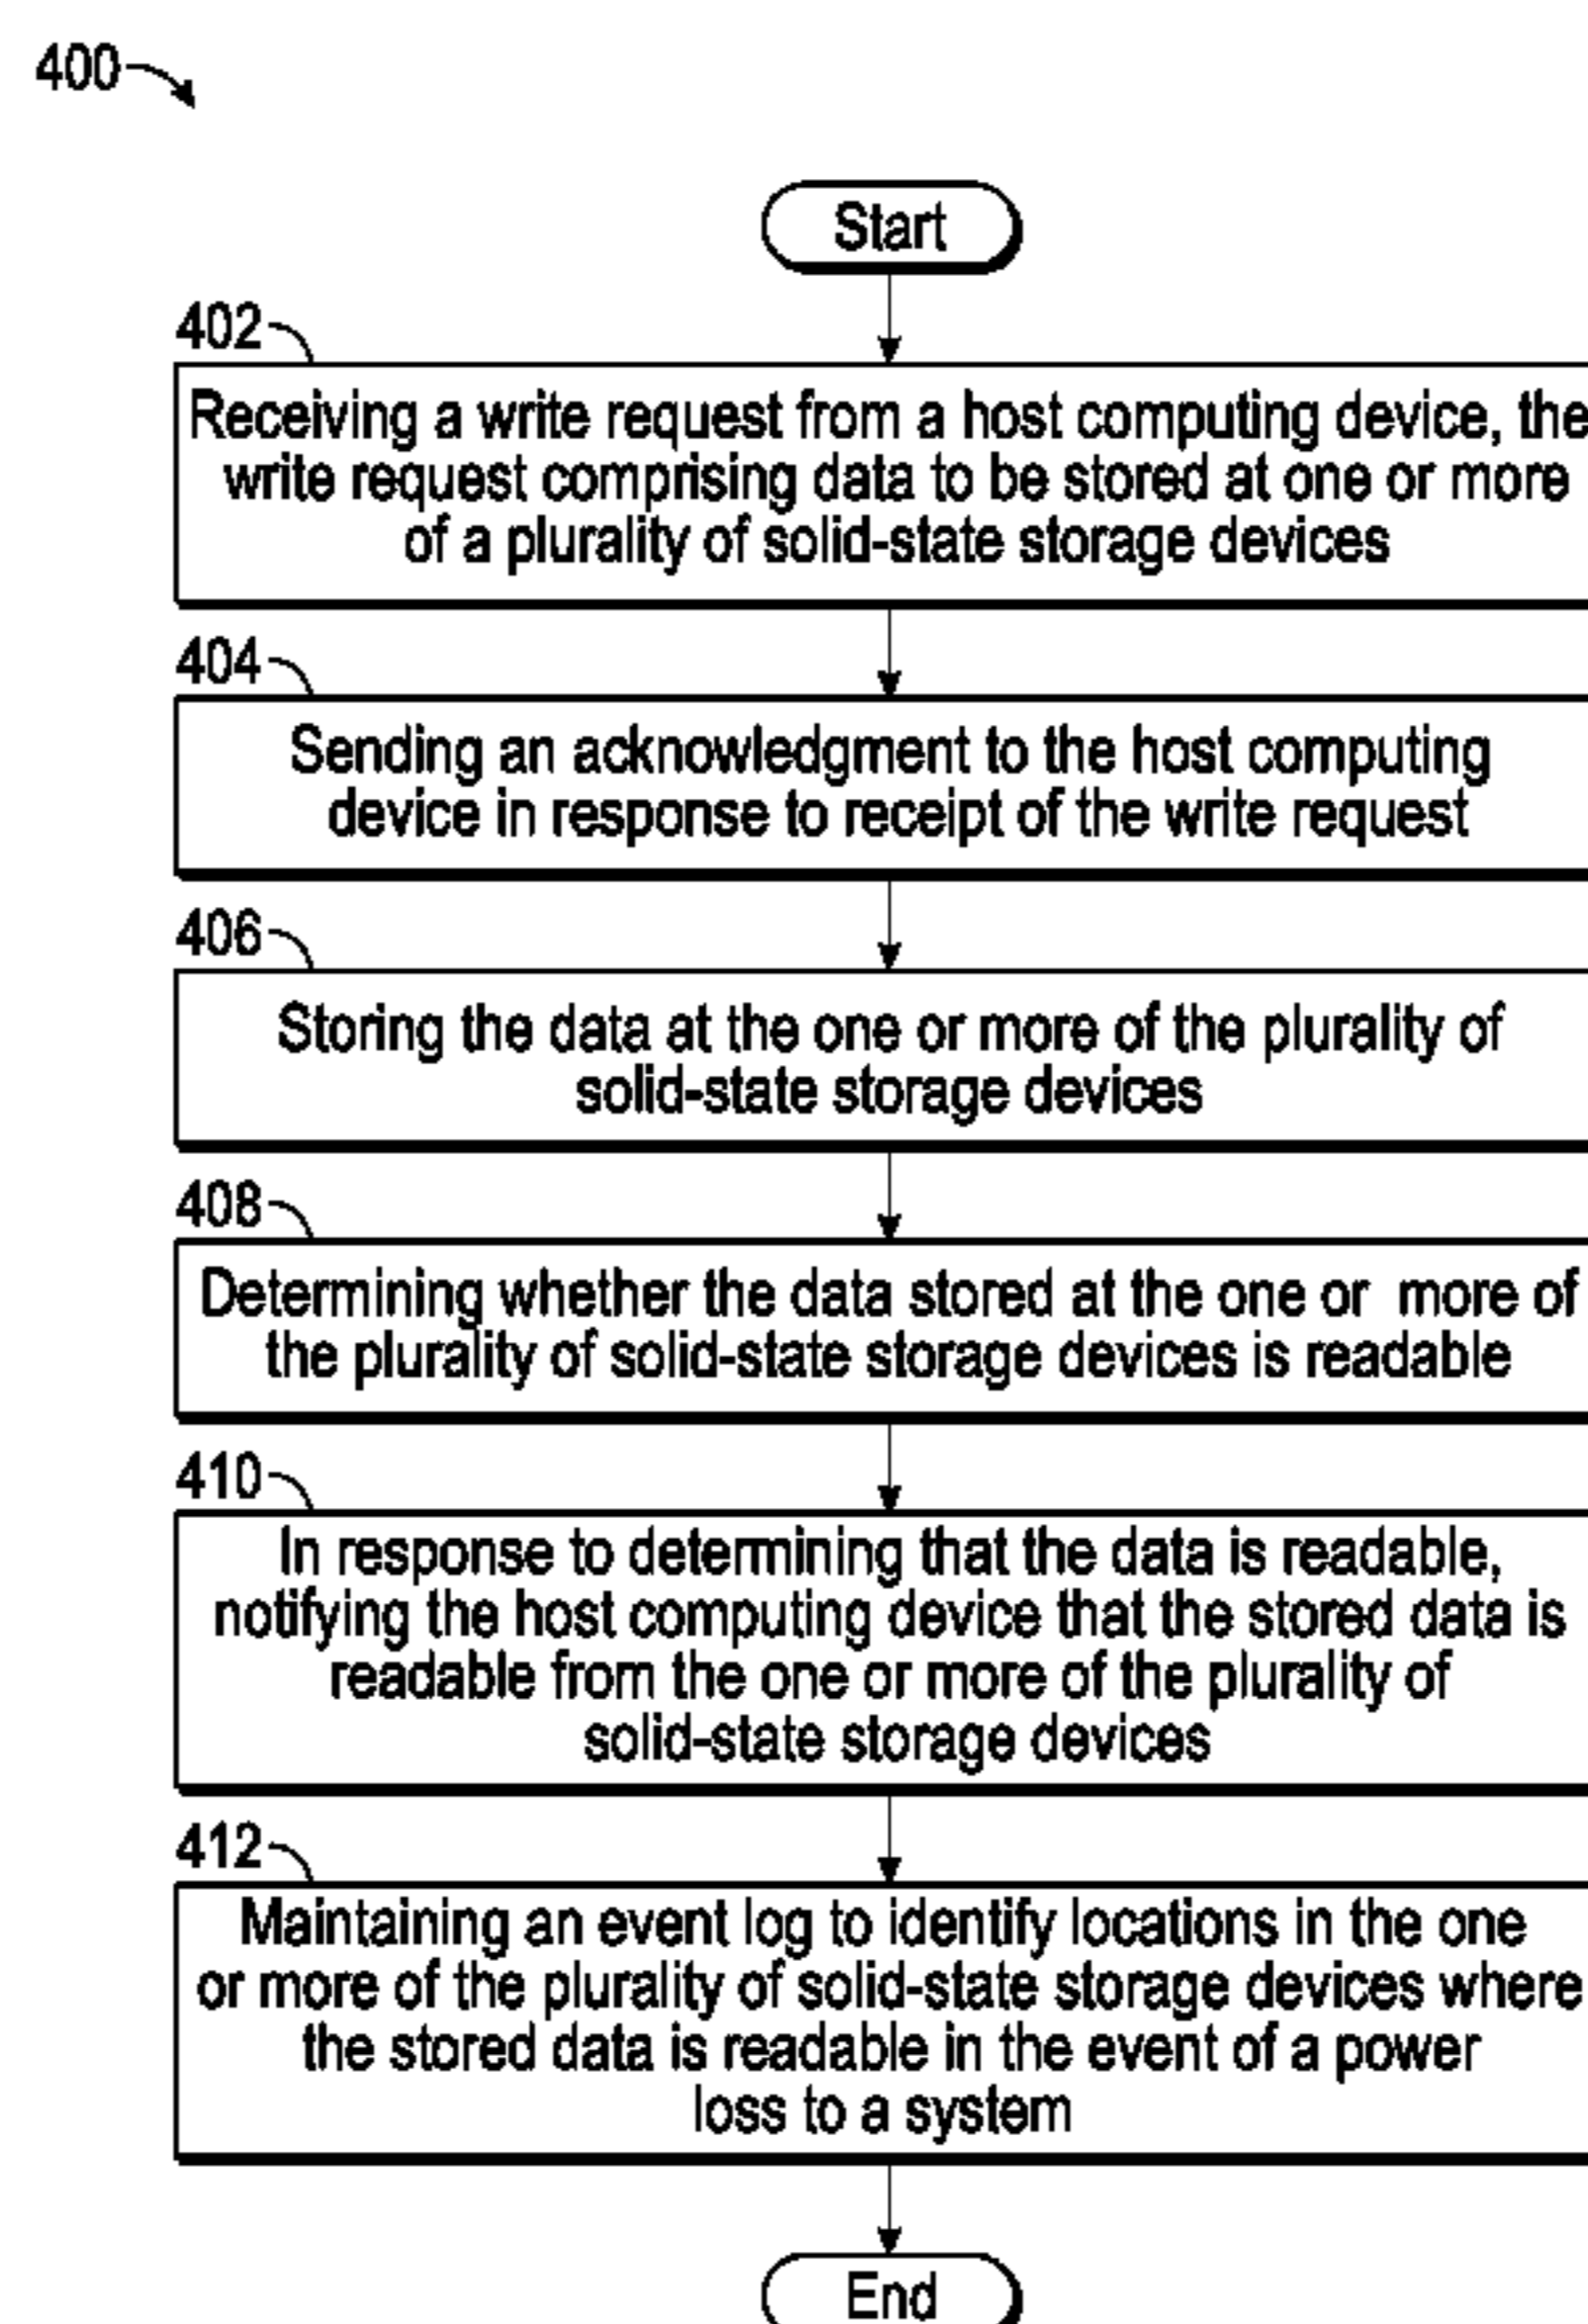 400
Start
402
Receiving a write request from a host computing device, the
write request comprising data to be stored at one or more
of a plurality of solid-state storage devices
404
Sending an acknowledgment to the host computing
device in response to receipt of the write request
406
Storing the data at the one or more of the plurality of
solid-state storage devices
408
Determining whether the data stored at the one or more of
the plurality of solid-state storage devices is readable
410
In response to determining that the data is readable,
notifying the host computing device that the stored data is
readable from the one or more of the plurality of
solid-state storage devices
412
Maintaining an event log to identify locations in the one
or more of the plurality of solid-state storage devices where
the stored data is readable in the event of a power
loss to a system
End